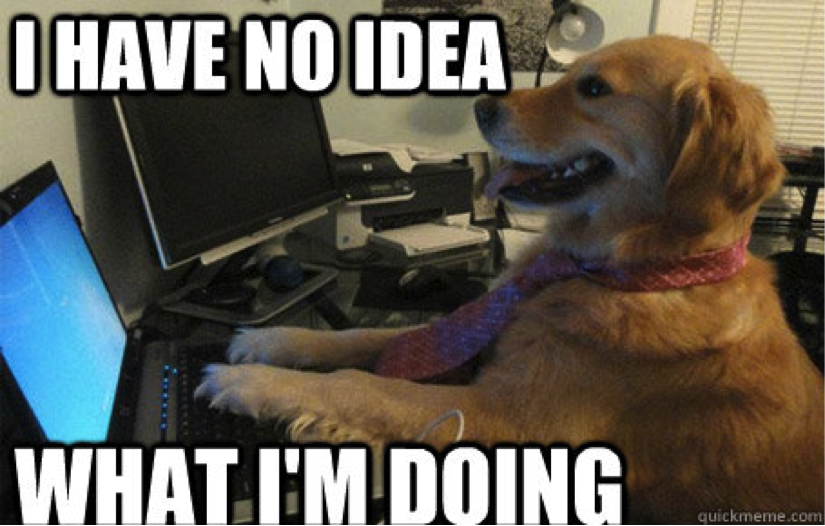 I HAVE NO IDEA
WHAT I'M DOING
quickmeme.com